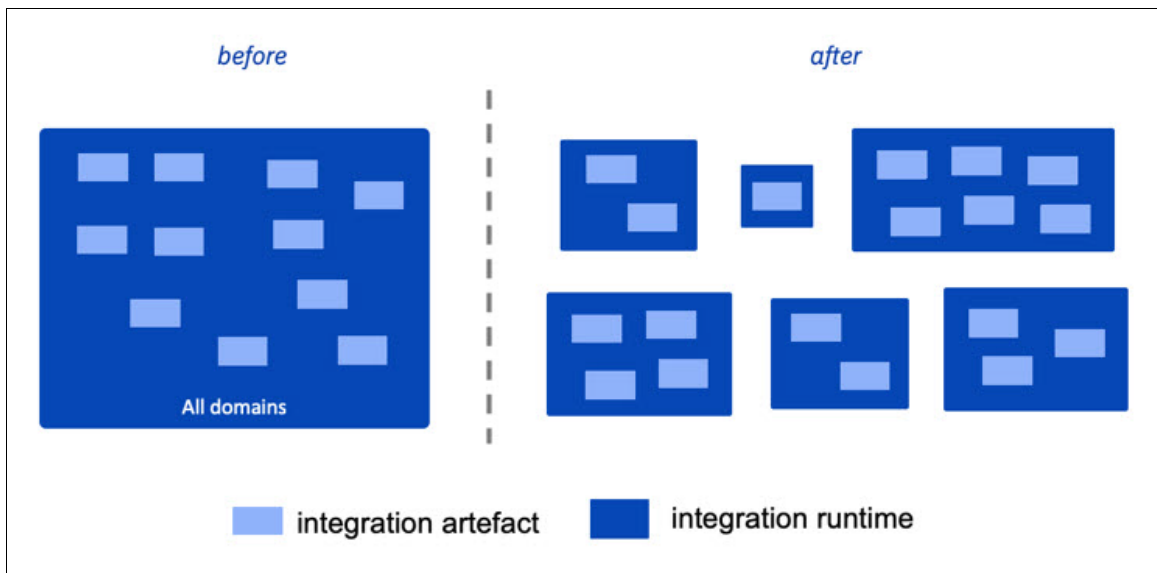 before
after
All domains
integration artefact
integration runtime